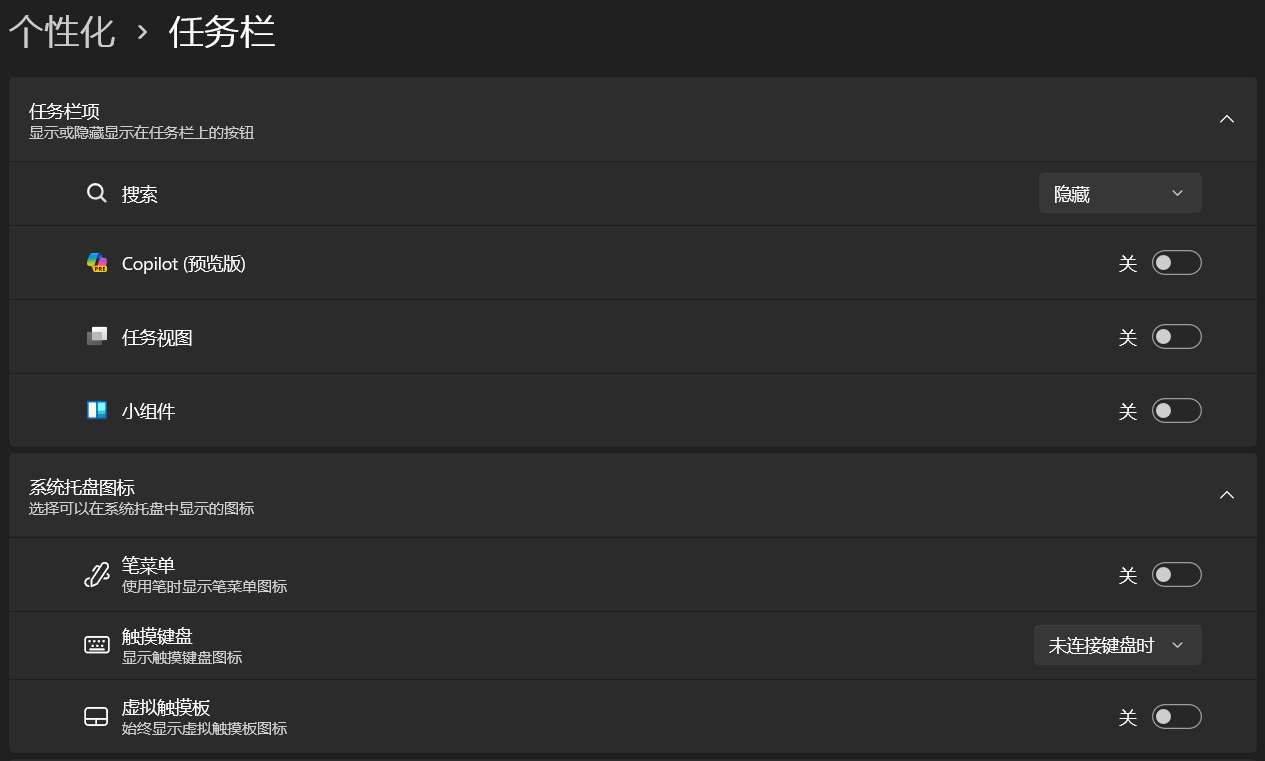 个性化 › 任务栏
任务栏项
显示或隐藏显示在任务栏上的按钮
搜索 隐藏
PRE Copilot (预览版) 关
任务视图 关
小组件 关
系统托盘图标
选择可以在系统托盘中显示的图标
笔菜单
使用笔时显示笔菜单图标
关
触摸键盘
显示触摸键盘图标
未连接键盘时
虚拟触摸板
始终显示虚拟触摸板图标
关